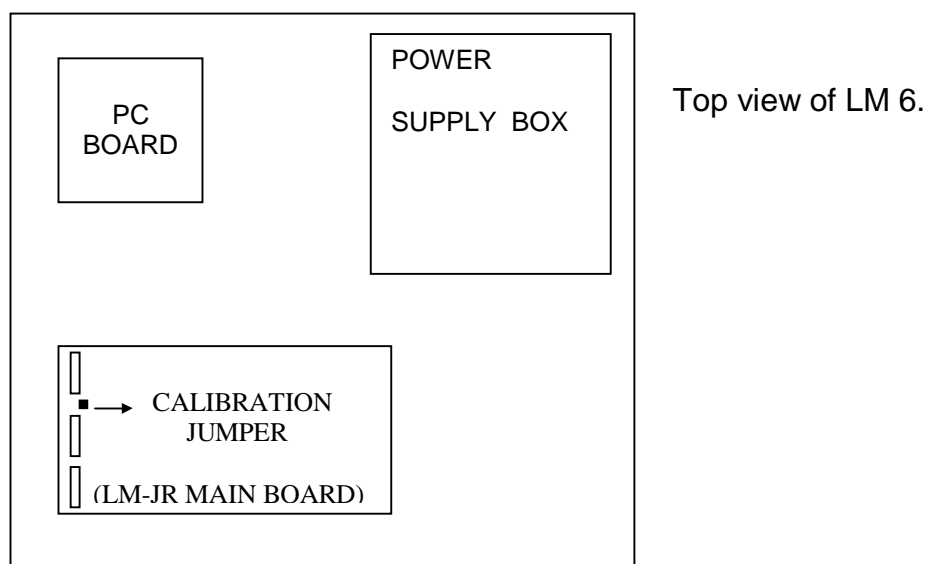 PC
BOARD
POWER
SUPPLY BOX
Top view of LM 6.
CALIBRATION
JUMPER
(LM-JR MAIN BOARD)